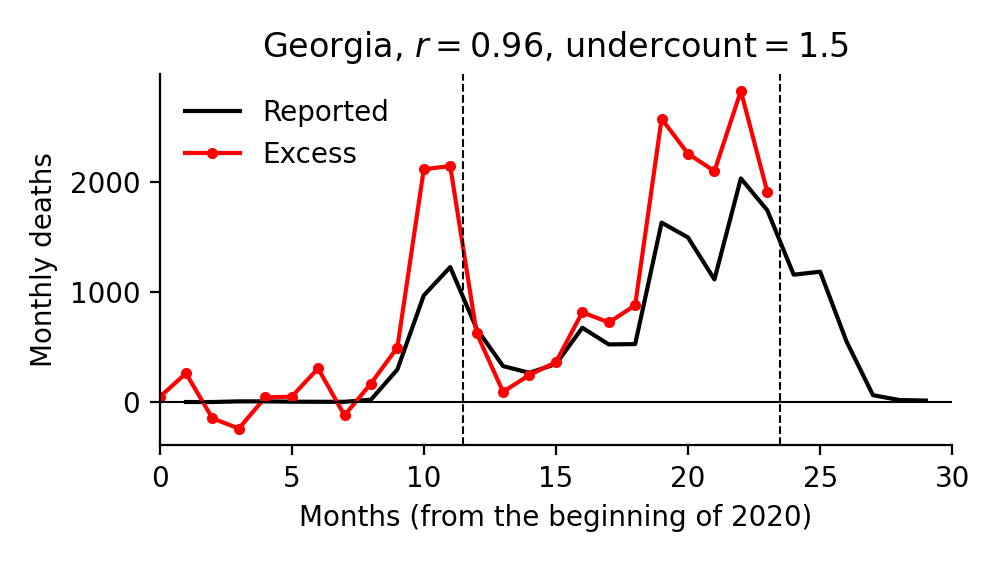 Georgia, r = 0.96, undercount = 1.5
Reported
Excess
Monthly deaths
2000
1000
0
0 5 10 15 20 25 30
Months (from the beginning of 2020)